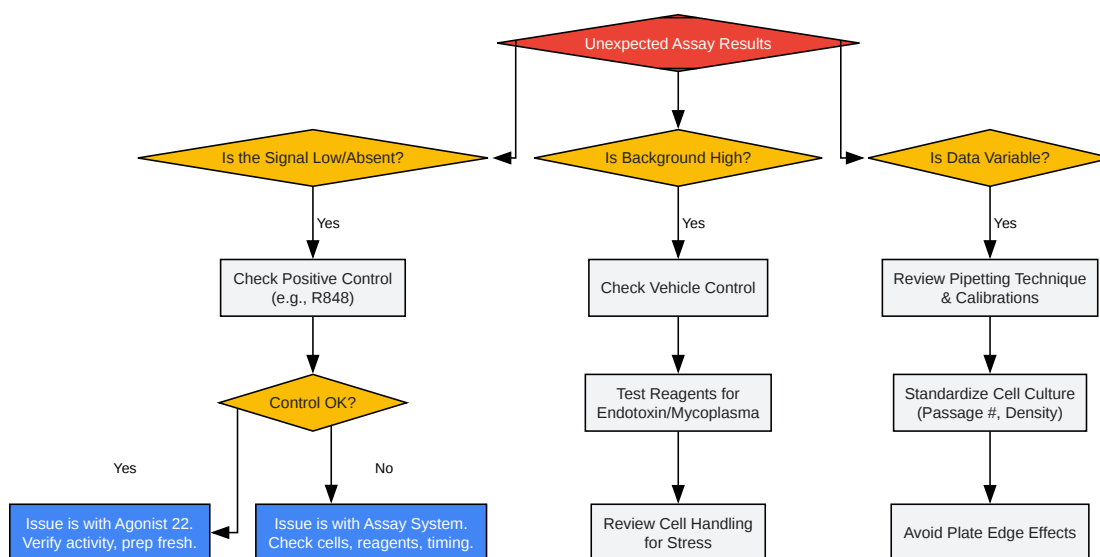 Unexpected Assay Results
Is the Signal Low/Absent?
Is Background High?
Is Data Variable?
Yes
Yes
Yes
Check Positive Control
(e.g., R848)
Check Vehicle Control
Review Pipetting Technique
& Calibrations
Control OK?
Test Reagents for
Endotoxin/Mycoplasma
Standardize Cell Culture
(Passage #, Density)
Yes
No
Issue is with Agonist 22.
Verify activity, prep fresh.
Issue is with Assay System.
Check cells, reagents, timing.
Review Cell Handling
for Stress
Avoid Plate Edge Effects